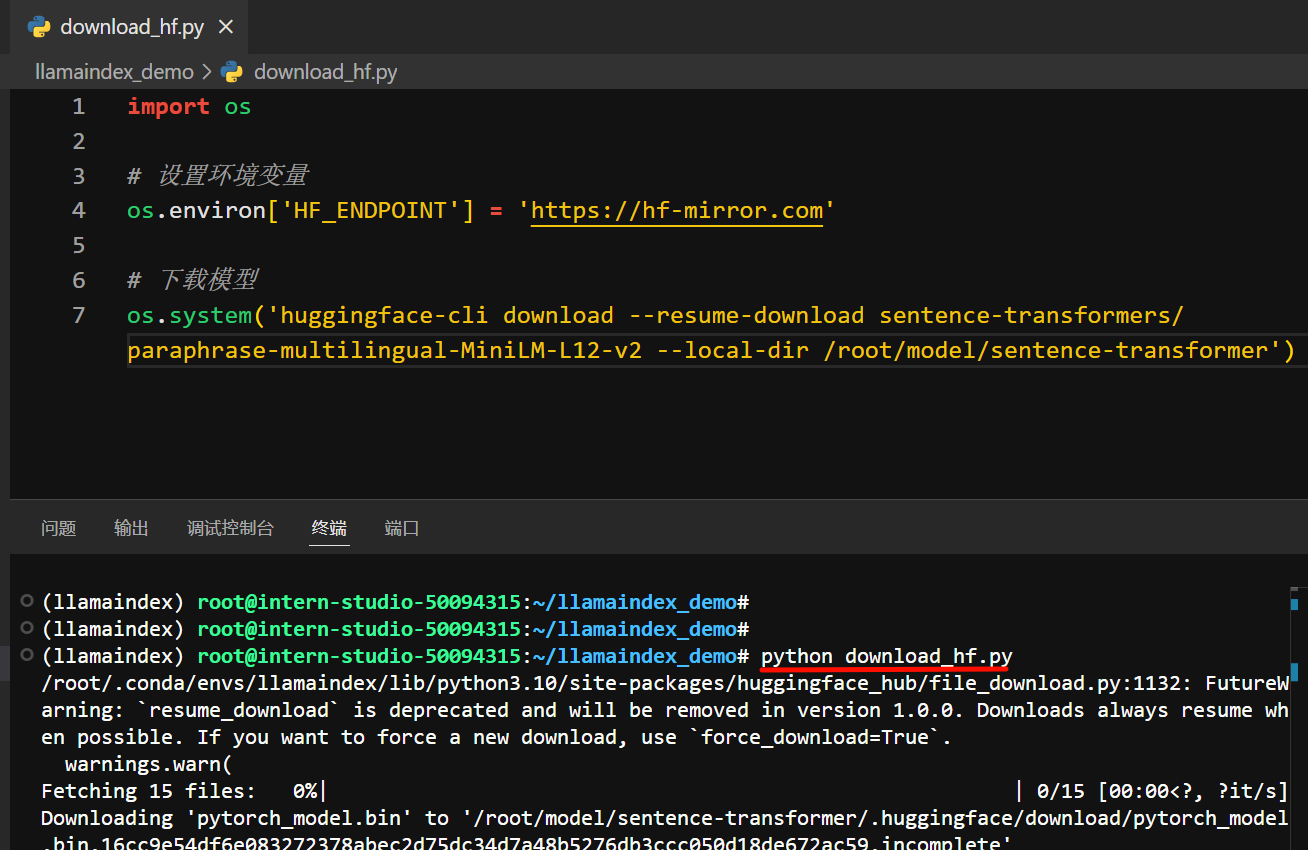 download_hf.py
llamaindex_demo > download_hf.py
1 import os
2
3 # 设置环境变量
4 os.environ['HF_ENDPOINT'] = 'https://hf-mirror.com'
5
6 # 下载模型
7 os.system('huggingface-cli download --resume-download sentence-transformers/
paraphrase-multilingual-MiniLM-L12-v2 --local-dir /root/model/sentence-transformer')
问题 输出 调试控制台 终端 端口
(llamaindex) root@intern-studio-50094315:~/llamaindex_demo#
(llamaindex) root@intern-studio-50094315:~/llamaindex_demo#
(llamaindex) root@intern-studio-50094315:~/llamaindex_demo# python download_hf.py
/root/.conda/envs/llamaindex/lib/python3.10/site-packages/huggingface_hub/file_download.py:1132: FutureW
arning: `resume_download` is deprecated and will be removed in version 1.0.0. Downloads always resume wh
en possible. If you want to force a new download, use `force_download=True`.
warnings.warn(
Fetching 15 files: 0%| | 0/15 [00:00<?, ?it/s]
Downloading 'pytorch_model.bin' to '/root/model/sentence-transformer/.huggingface/download/pytorch_model
.bin.16cc9e54df6e083272378abec2d75dc34d7a48b5276db3ccc050d18de672ac59.incomplete'